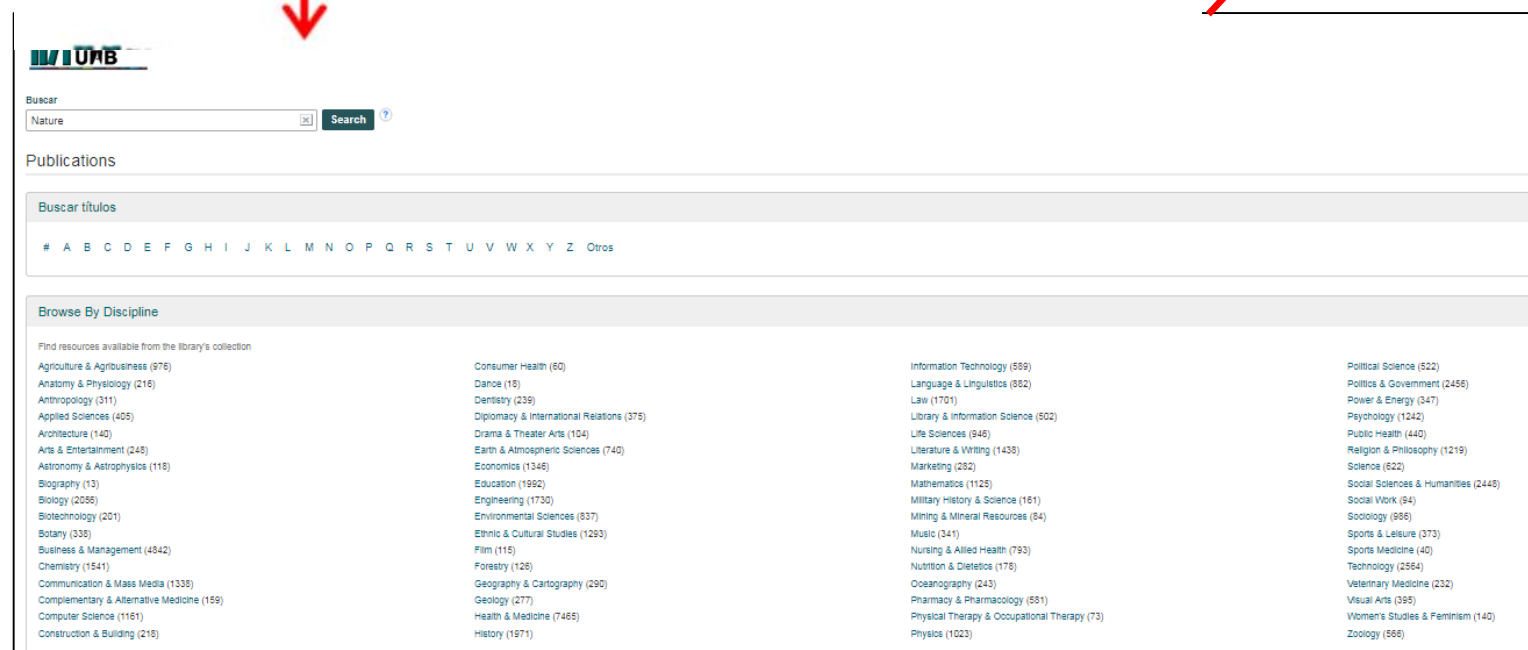 UAB
Buscar
Nature
Search ?
Publications
Buscar títulos
# A B C D E F G H I J K L M N O P Q R S T U V W X Y Z Otros
Browse By Discipline
Find resources available from the library's collection
Agriculture & Agribusiness (976)
Anatomy & Physiology (216)
Anthropology (311)
Applied Sciences (405)
Architecture (140)
Arts & Entertainment (248)
Astronomy & Astrophysics (118)
Biography (13)
Biology (2056)
Biotechnology (201)
Botany (338)
Business & Management (4842)
Chemistry (1541)
Communication & Mass Media (1338)
Complementary & Alternative Medicine (159)
Computer Science (1161)
Construction & Building (218)
Consumer Health (60)
Dance (18)
Dentistry (239)
Diplomacy & International Relations (375)
Drama & Theater Arts (104)
Earth & Atmospheric Sciences (740)
Economics (1346)
Education (1992)
Engineering (1730)
Environmental Sciences (837)
Ethnic & Cultural Studies (1293)
Film (115)
Forestry (126)
Geography & Cartography (290)
Geology (277)
Health & Medicine (7465)
History (1971)
Information Technology (589)
Language & Linguistics (882)
Law (1701)
Library & Information Science (502)
Life Sciences (946)
Literature & Writing (1438)
Marketing (282)
Mathematics (1125)
Military History & Science (161)
Mining & Mineral Resources (84)
Music (341)
Nursing & Allied Health (793)
Nutrition & Dietetics (178)
Oceanography (243)
Pharmacy & Pharmacology (581)
Physical Therapy & Occupational Therapy (73)
Physics (1023)
Political Science (522)
Politics & Government (2456)
Power & Energy (347)
Psychology (1242)
Public Health (440)
Religion & Philosophy (1219)
Science (622)
Social Sciences & Humanities (2448)
Social Work (94)
Sociology (986)
Sports & Leisure (373)
Sports Medicine (40)
Technology (2564)
Veterinary Medicine (232)
Visual Arts (395)
Women's Studies & Feminism (140)
Zoology (566)